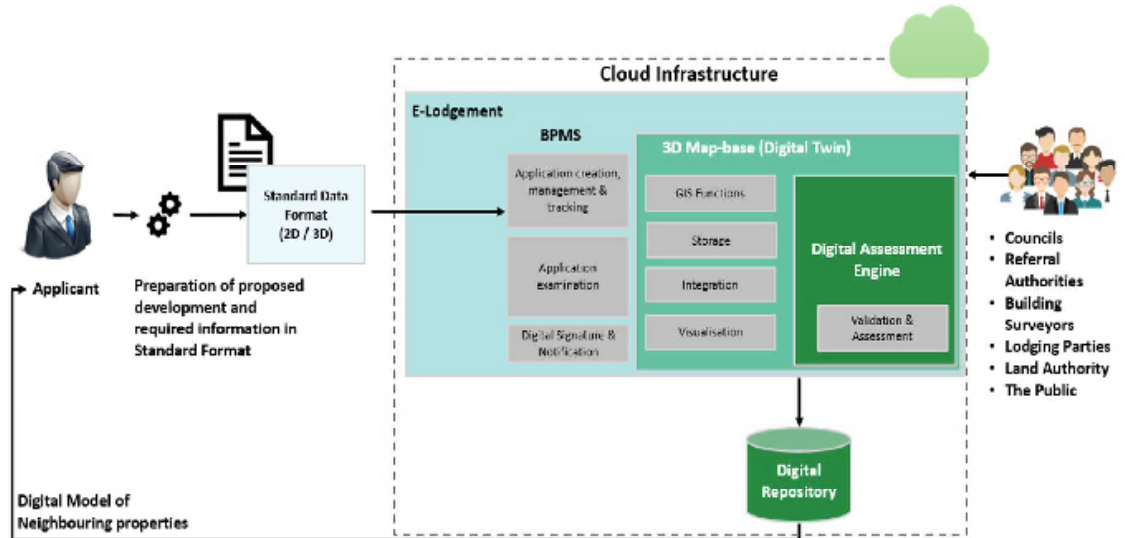 Cloud Infrastructure
E-Lodgement
BPMS
Application creation,
management &
tracking
Application
examination
Digital Signature &
Notification
3D Map-base (Digital Twin)
GIS Functions
Storage
Integration
Visualisation
Digital Assessment
Engine
Validation &
Assessment
Standard Data
Format
(2D / 3D)
Applicant
Preparation of proposed
development and
required information in
Standard Format
• Councils
• Referral
Authorities
• Building
Surveyors
• Lodging Parties
• Land Authority
• The Public
Digital
Repository
Digital Model of
Neighbouring properties